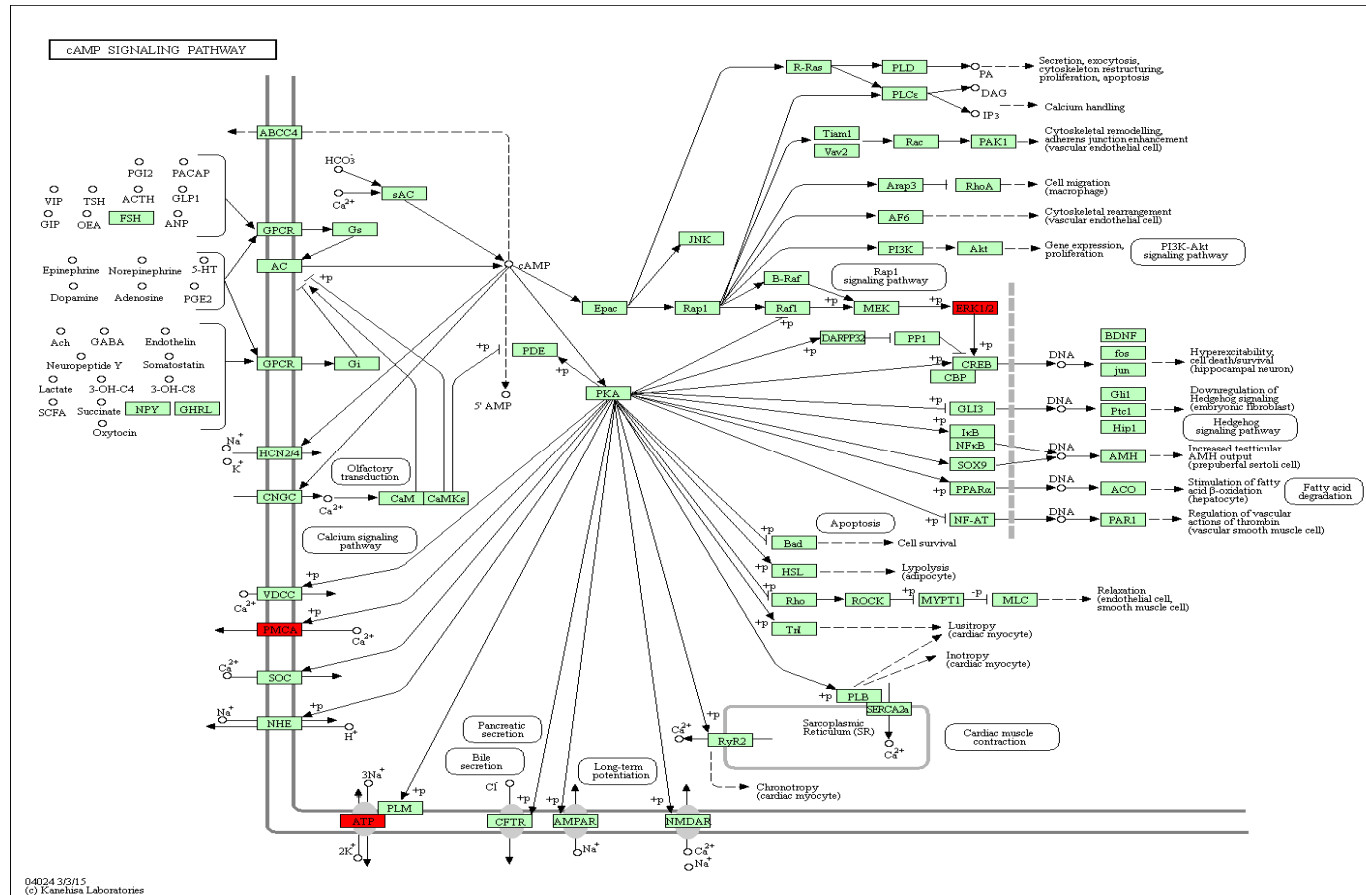 cAMP SIGNALING PATHWAY
R-Ras
PLD
PA
Secretion, exocytosis,
cytoskeleton restructuring,
proliferation, apoptosis
PLCε
DAG
IP3
Calcium handling
ABCC4
Tiam1
Vav2
Rac
PAK1
Cytoskeletal remodelling,
adherens junction enhancement
(vascular endothelial cell)
HCO3-
Ca2+
sAC
PGI2
PACAP
VIP
TSH
ACTH
GLP1
GIP
OEA
FSH
ANP
Arap3
RhoA
Cell migration
(macrophage)
AF6
Cytoskeletal rearrangement
(vascular endothelial cell)
GPCR
Gs
JNK
PI3K
Akt
Gene expression,
proliferation
PI3K-Akt
signaling pathway
AC
+p
cAMP
Epinephrine
Norepinephrine
5-HT
Dopamine
Adenosine
PGE2
B-Raf
Rap1
signaling pathway
Epac
Rap1
Raf1
+p
MEK
+p
ERK1/2
+p
Ach
GABA
Endothelin
Neuropeptide Y
Somatostatin
Lactate
3-OH-C4
3-OH-C8
SCFA
Succinate
NPY
GHRL
Oxytocin
GPCR
Gi
+p
PDE
+p
5' AMP
PKA
DARPP32
+p
PP1
+p
CREB
CBP
DNA
BDNF
fos
jun
Hyperexcitability,
cell death/survival
(hippocampal neuron)
+p
GLI3
DNA
Gli1
Ptc1
Hip1
Downregulation of
Hedgehog signaling
(embryonic fibroblast)
Hedgehog
signaling pathway
+p
IκB
NFκB
+p
SOX9
DNA
AMH
Increased testticular
AMH output
(prepubertal sertoli cell)
+p
PPARα
DNA
ACO
Stimulation of fatty
acid β-oxidation
(hepatocyte)
Fatty acid
degradation
+p
NF-AT
DNA
PAR1
Regulation of vascular
actions of thrombin
(vascular smooth muscle cell)
Na+
K+
HCN2/4
Olfactory
transduction
CNGC
Ca2+
CaM
CaMKs
Calcium signaling
pathway
+p
Bad
Apoptosis
Cell survival
+p
HSL
Lypolysis
(adipocyte)
+p
Rho
ROCK
+p
MYPT1
-p
MLC
Relaxation
(endothelial cell,
smooth muscle cell)
+p
TnI
Lusitropy
(cardiac myocyte)
Inotropy
(cardiac myocyte)
+p
VDCC
Ca2+
+p
PMCA
Ca2+
Ca2+
SOC
+p
Na+
NHE
H+
+p
PLB
SERCA2a
Sarcoplasmic
Reticulum (SR)
Ca2+
Cardiac muscle
contraction
+p
Ca2+
RyR2
Chronotropy
(cardiac myocyte)
Pancreatic
secretion
Bile
secretion
Long-term
potentiation
3Na+
+p
PLM
ATP
2K+
Cl-
+p
CFTR
+p
AMPAR
Na+
+p
NMDAR
Ca2+
Na+
04024 3/3/15
(c) Kanehisa Laboratories